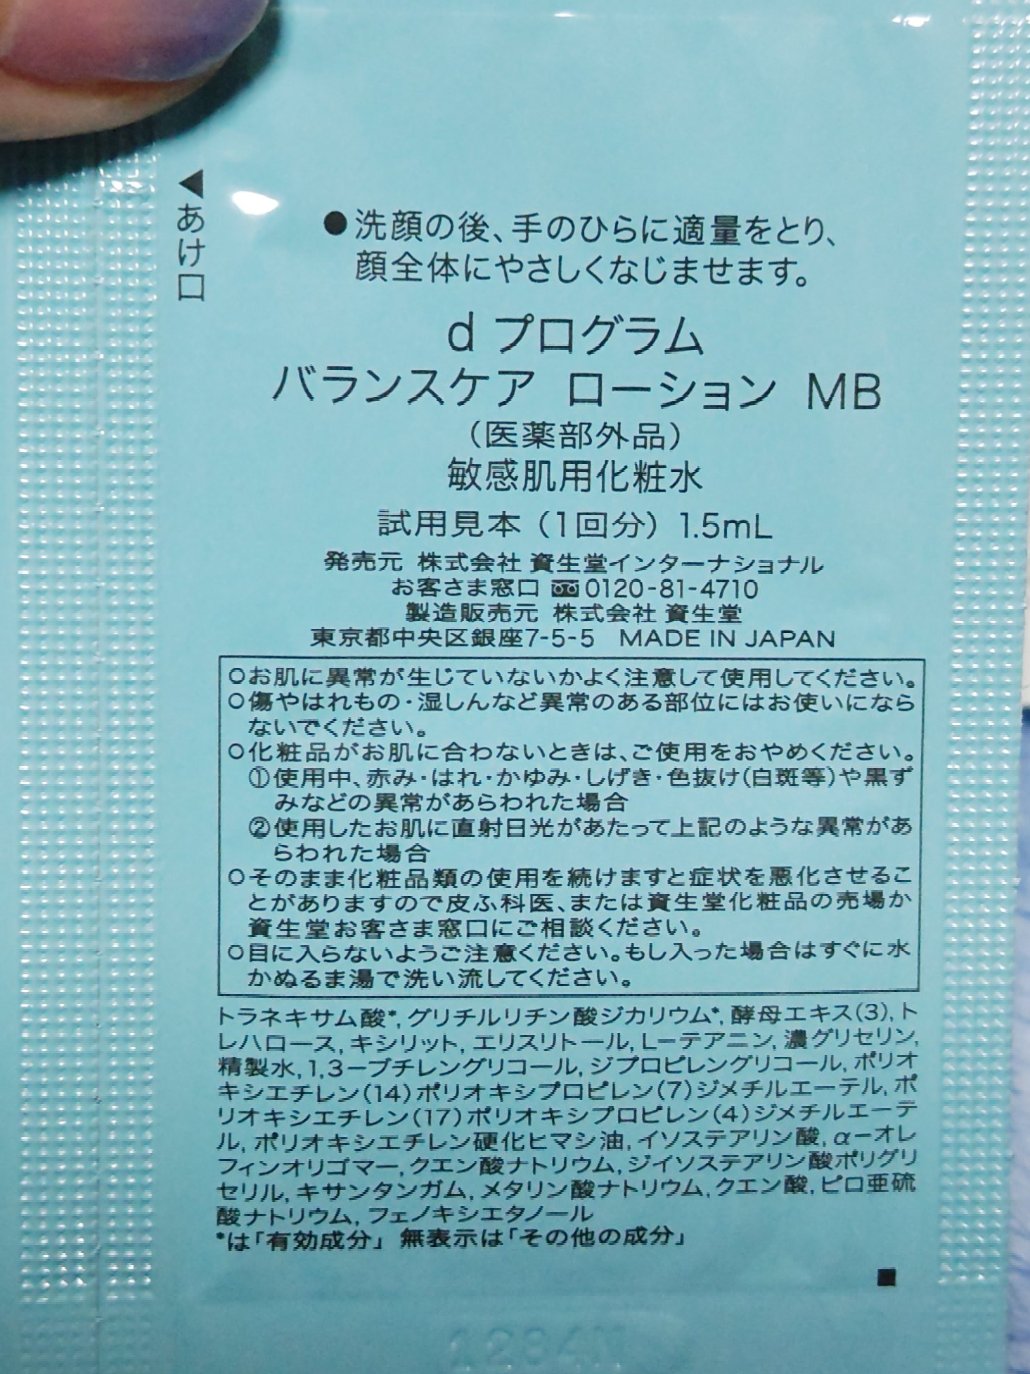 ◀あけ口
●洗顔の後、手のひらに適量をとり、
顔全体にやさしくなじませます。
d プログラム
バランスケア ローション MB
（医薬部外品）
敏感肌用化粧水
試用見本（1回分）1.5mL
発売元 株式会社 資生堂インターナショナル
お客さま窓口 0120-81-4710
製造販売元 株式会社 資生堂
東京都中央区銀座7-5-5 MADE IN JAPAN
○お肌に異常が生じていないかよく注意して使用してください。
○傷やはれもの・湿しんなど異常のある部位にはお使いになら
ないでください。
○化粧品がお肌に合わないときは、ご使用をおやめください。
①使用中、赤み・はれ・かゆみ・しげき・色抜け（白斑等）や黒ず
みなどの異常があらわれた場合
②使用したお肌に直射日光があたって上記のような異常があ
らわれた場合
○そのまま化粧品類の使用を続けますと症状を悪化させるこ
とがありますので皮ふ科医、または資生堂化粧品の売場か
資生堂お客さま窓口にご相談ください。
○目に入らないようご注意ください。もし入った場合はすぐに水
かぬるま湯で洗い流してください。
トラネキサム酸*, グリチルリチン酸ジカリウム*, 酵母エキス(3), ト
レハロース, キシリット, エリスリトール, L-テアニン, 濃グリセリン,
精製水, 1,3-ブチレングリコール, ジプロピレングリコール, ポリオ
キシエチレン(14)ポリオキシプロピレン(7)ジメチルエーテル, ポ
リオキシエチレン(17)ポリオキシプロピレン(4)ジメチルエーテ
ル, ポリオキシエチレン硬化ヒマシ油, イソステアリン酸, α-オレ
フィンオリゴマー, クエン酸ナトリウム, ジイソステアリン酸ポリグリ
セリル, キサンタンガム, メタリン酸ナトリウム, クエン酸, ピロ亜硫
酸ナトリウム, フェノキシエタノール
*は「有効成分」 無表示は「その他の成分」